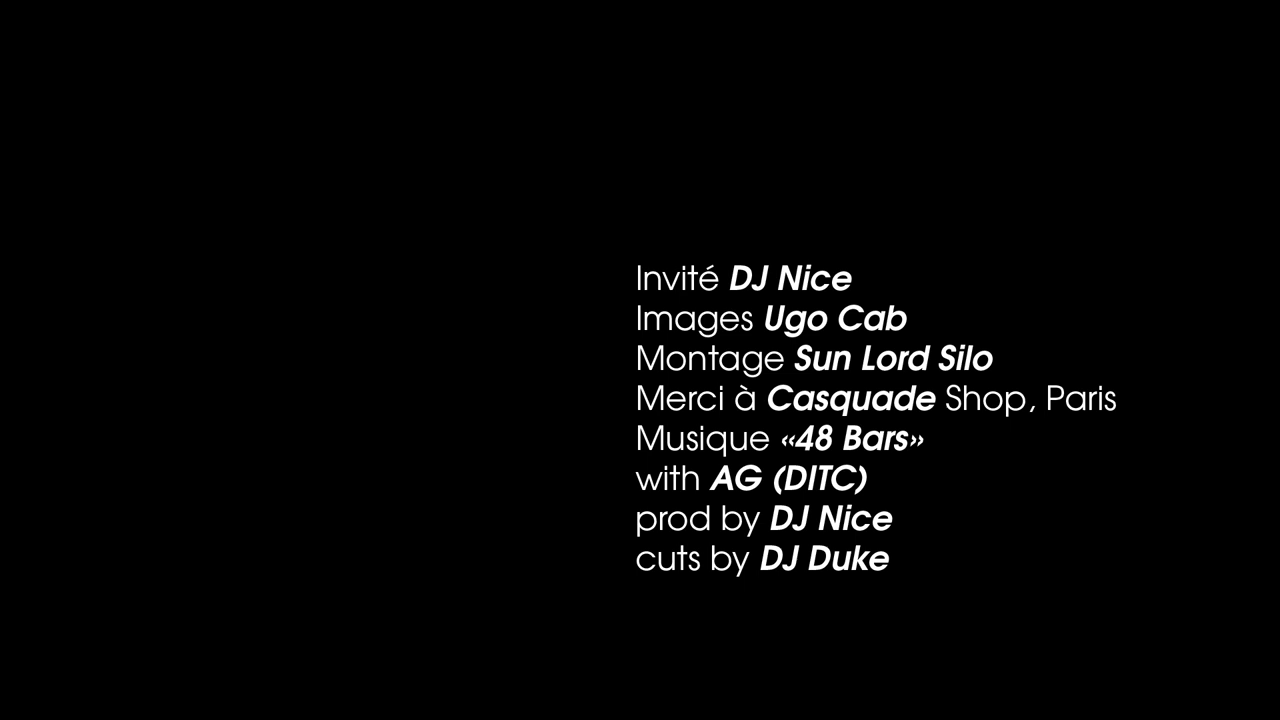 Invité DJ Nice
Images Ugo Cab
Montage Sun Lord Silo
Merci à Casquade Shop, Paris
Musique «48 Bars»
with AG (DITC)
prod by DJ Nice
cuts by DJ Duke